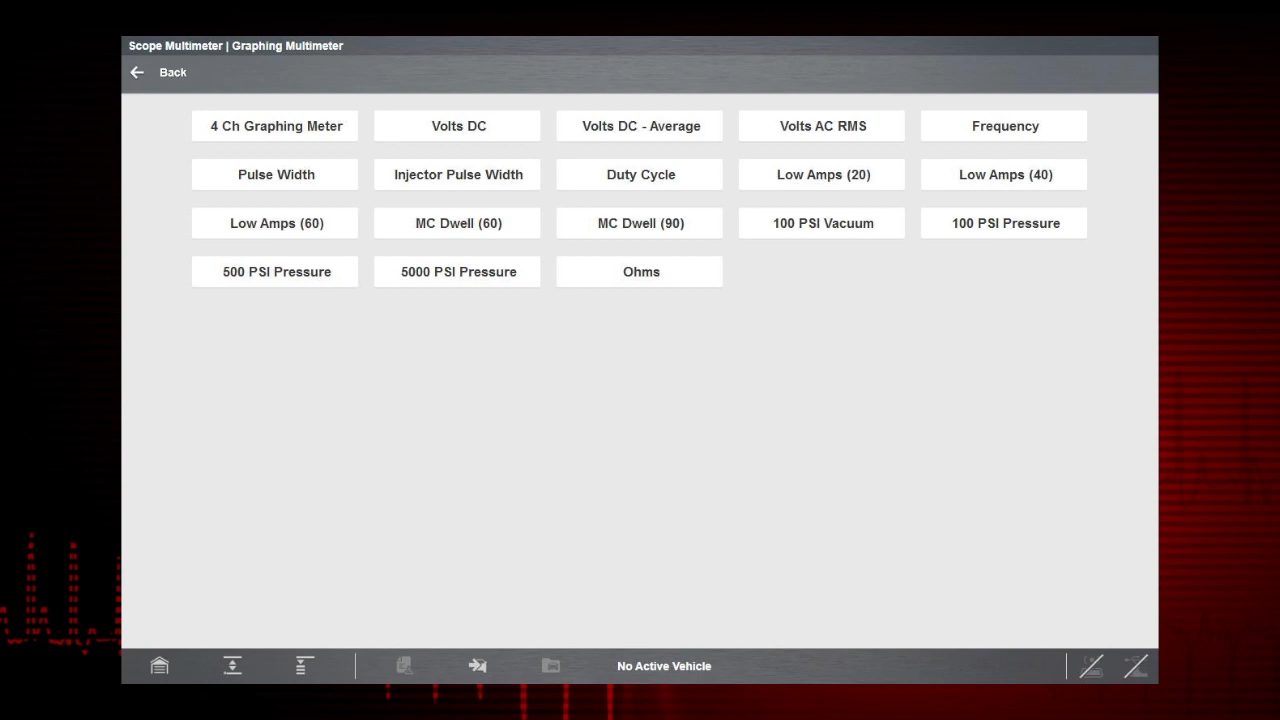 Scope Multimeter | Graphing Multimeter
Back
4 Ch Graphing Meter
Volts DC
Volts DC - Average
Volts AC RMS
Frequency
Pulse Width
Injector Pulse Width
Duty Cycle
Low Amps (20)
Low Amps (40)
Low Amps (60)
MC Dwell (60)
MC Dwell (90)
100 PSI Vacuum
100 PSI Pressure
500 PSI Pressure
5000 PSI Pressure
Ohms
No Active Vehicle